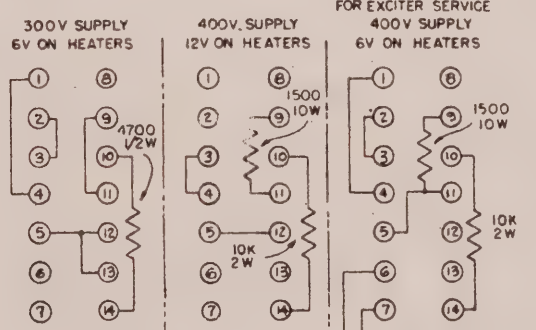 300V SUPPLY
6V ON HEATERS
1 8
2 9
3 10
4 11
5 12
6 13
7 14
4700
1/2W
400V. SUPPLY
12V ON HEATERS
1 8
2 9
3 10
4 11
5 12
6 13
7 14
1500
10W
10K
2W
FOR EXCITER SERVICE
400V SUPPLY
6V ON HEATERS
1 8
2 9
3 10
4 11
5 12
6 13
7 14
1500
10W
10K
2W